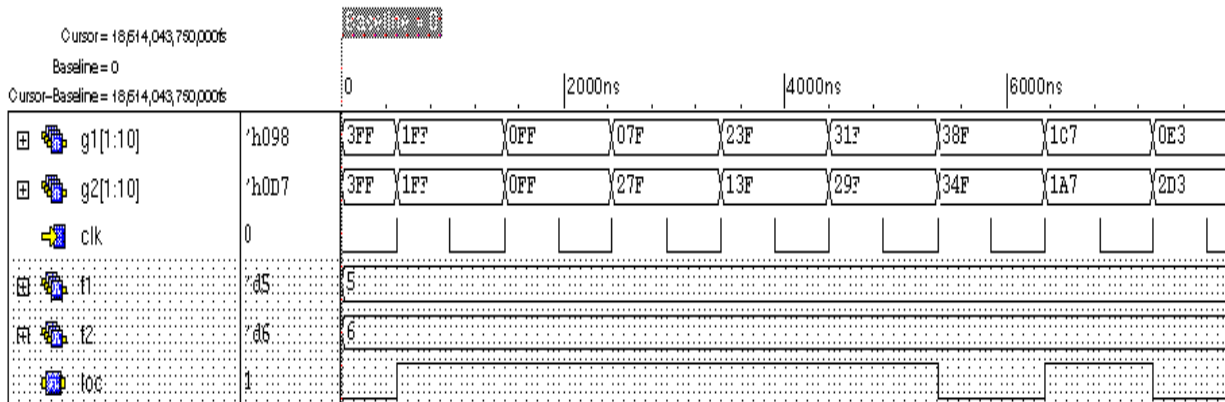 Baseline = 0
Cursor = 18,514,043,750,000fs
Baseline = 0
Cursor-Baseline = 18,514,043,750,000fs
0 2000ns 4000ns 6000ns
g1[1:10] 'h098 3FF 1FF 0FF 07F 23F 31F 38F 1C7 0E3
g2[1:10] 'h0D7 3FF 1FF 0FF 27F 13F 29F 34F 1A7 2D3
clk 0
f1 'd5 5
f2 'd6 6
loc 1